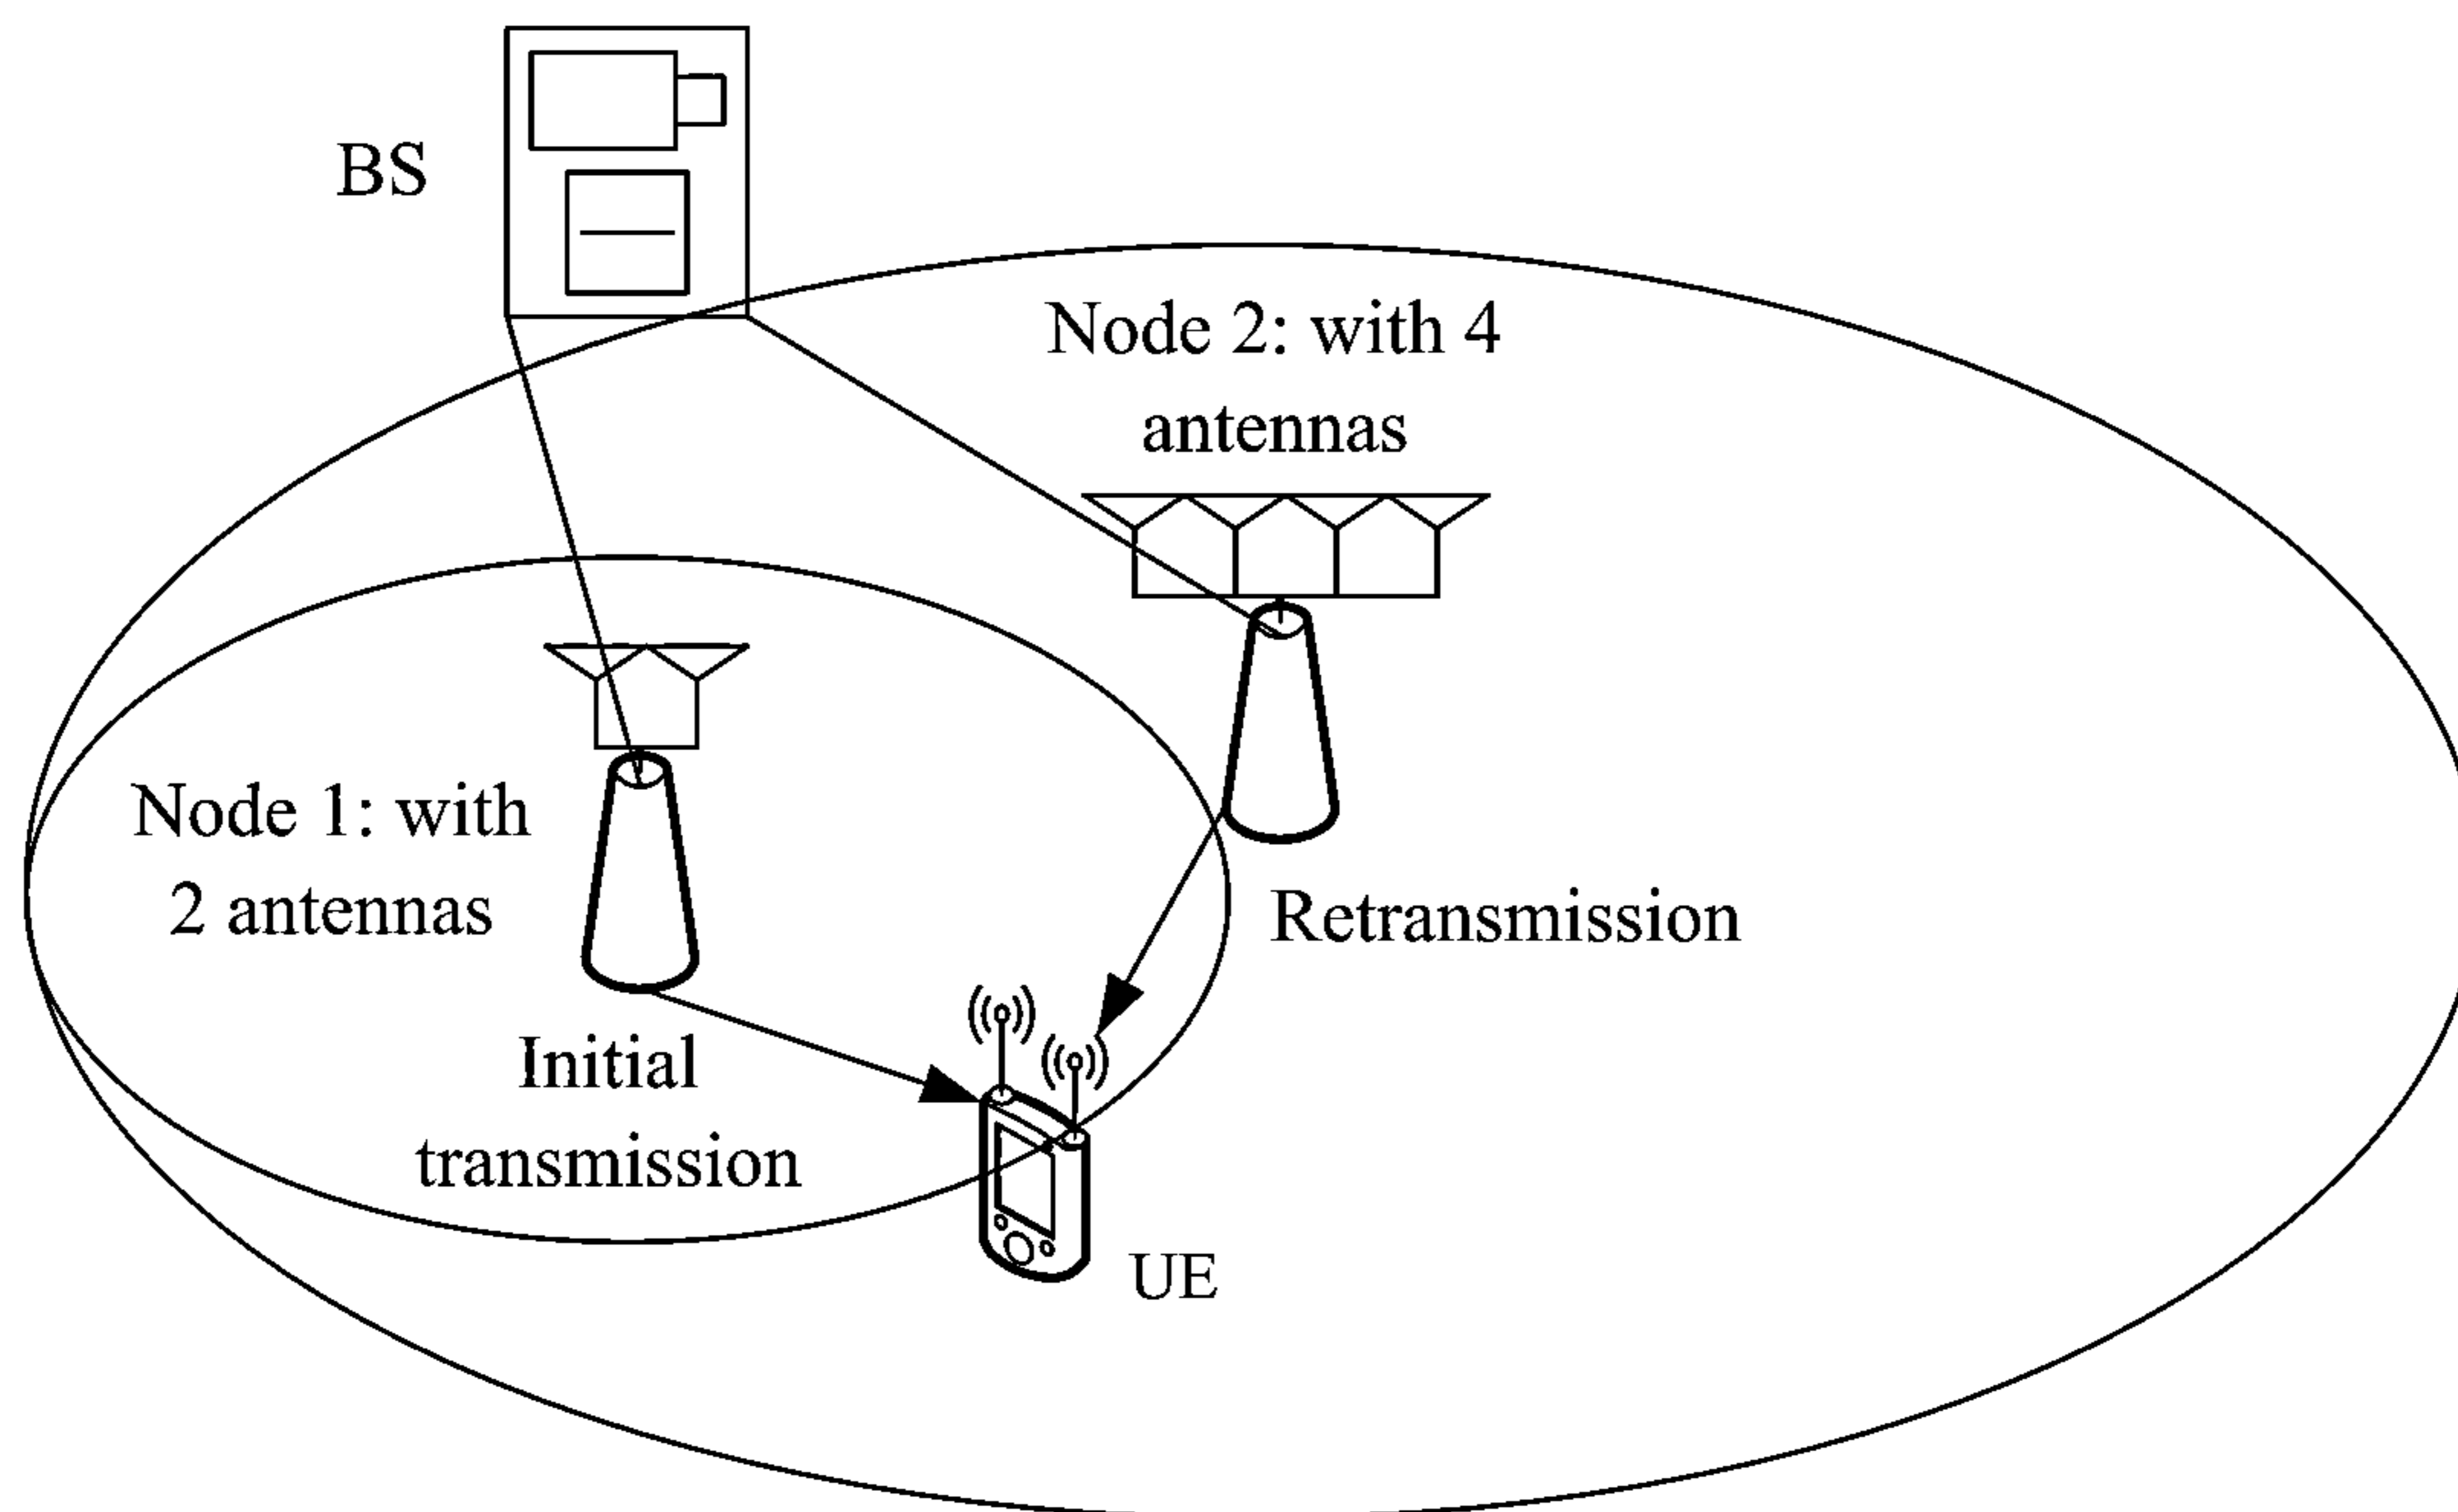 BS
Node 2: with 4
antennas
Node 1: with
2 antennas
Retransmission
Initial
transmission
UE